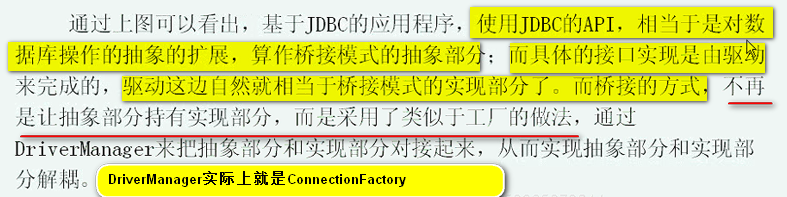 通过上图可以看出，基于JDBC的应用程序，使用JDBC的API，相当于是对数
据库操作的抽象的扩展，算作桥接模式的抽象部分；而具体的接口实现是由驱动
来完成的，驱动这边自然就相当于桥接模式的实现部分了。而桥接的方式，不再
是让抽象部分持有实现部分，而是采用了类似于工厂的做法，通过
DriverManager来把抽象部分和实现部分对接起来，从而实现抽象部分和实现部
分解耦。
DriverManager实际上就是ConnectionFactory